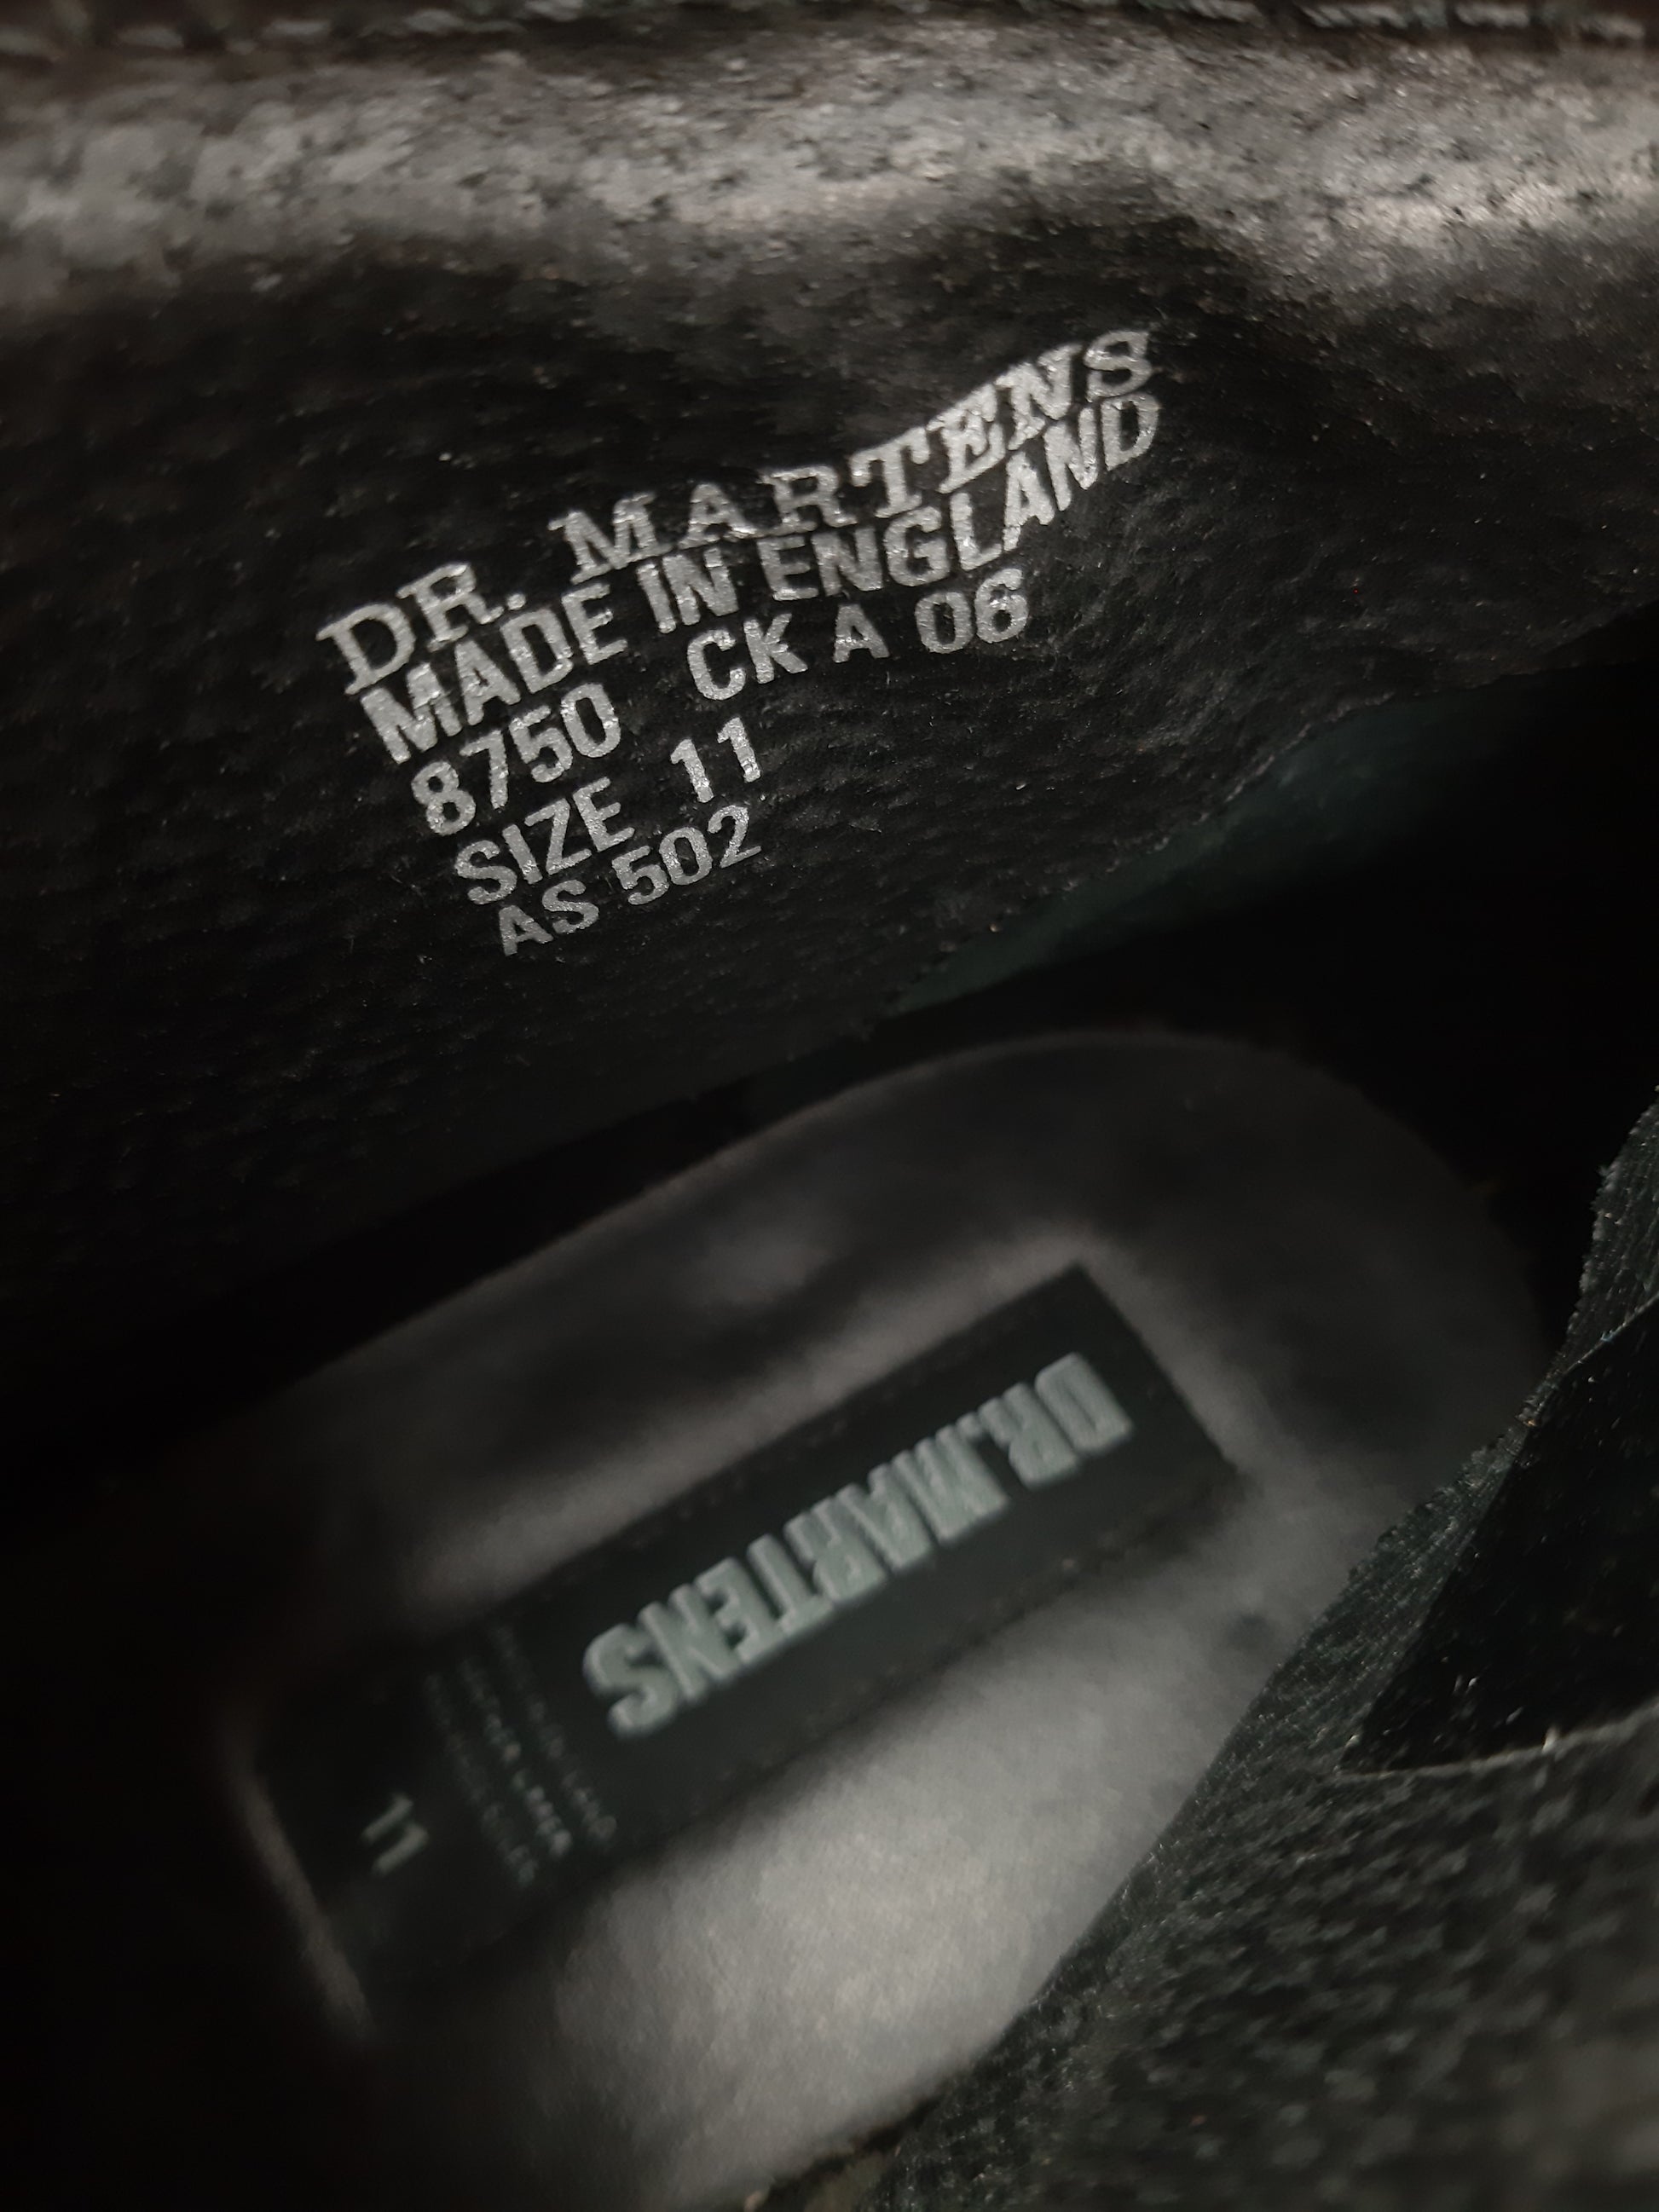 DR. MARTENS
MADE IN ENGLAND
8750 CK A 06
SIZE 11
AS 502
DR.MARTENS
11